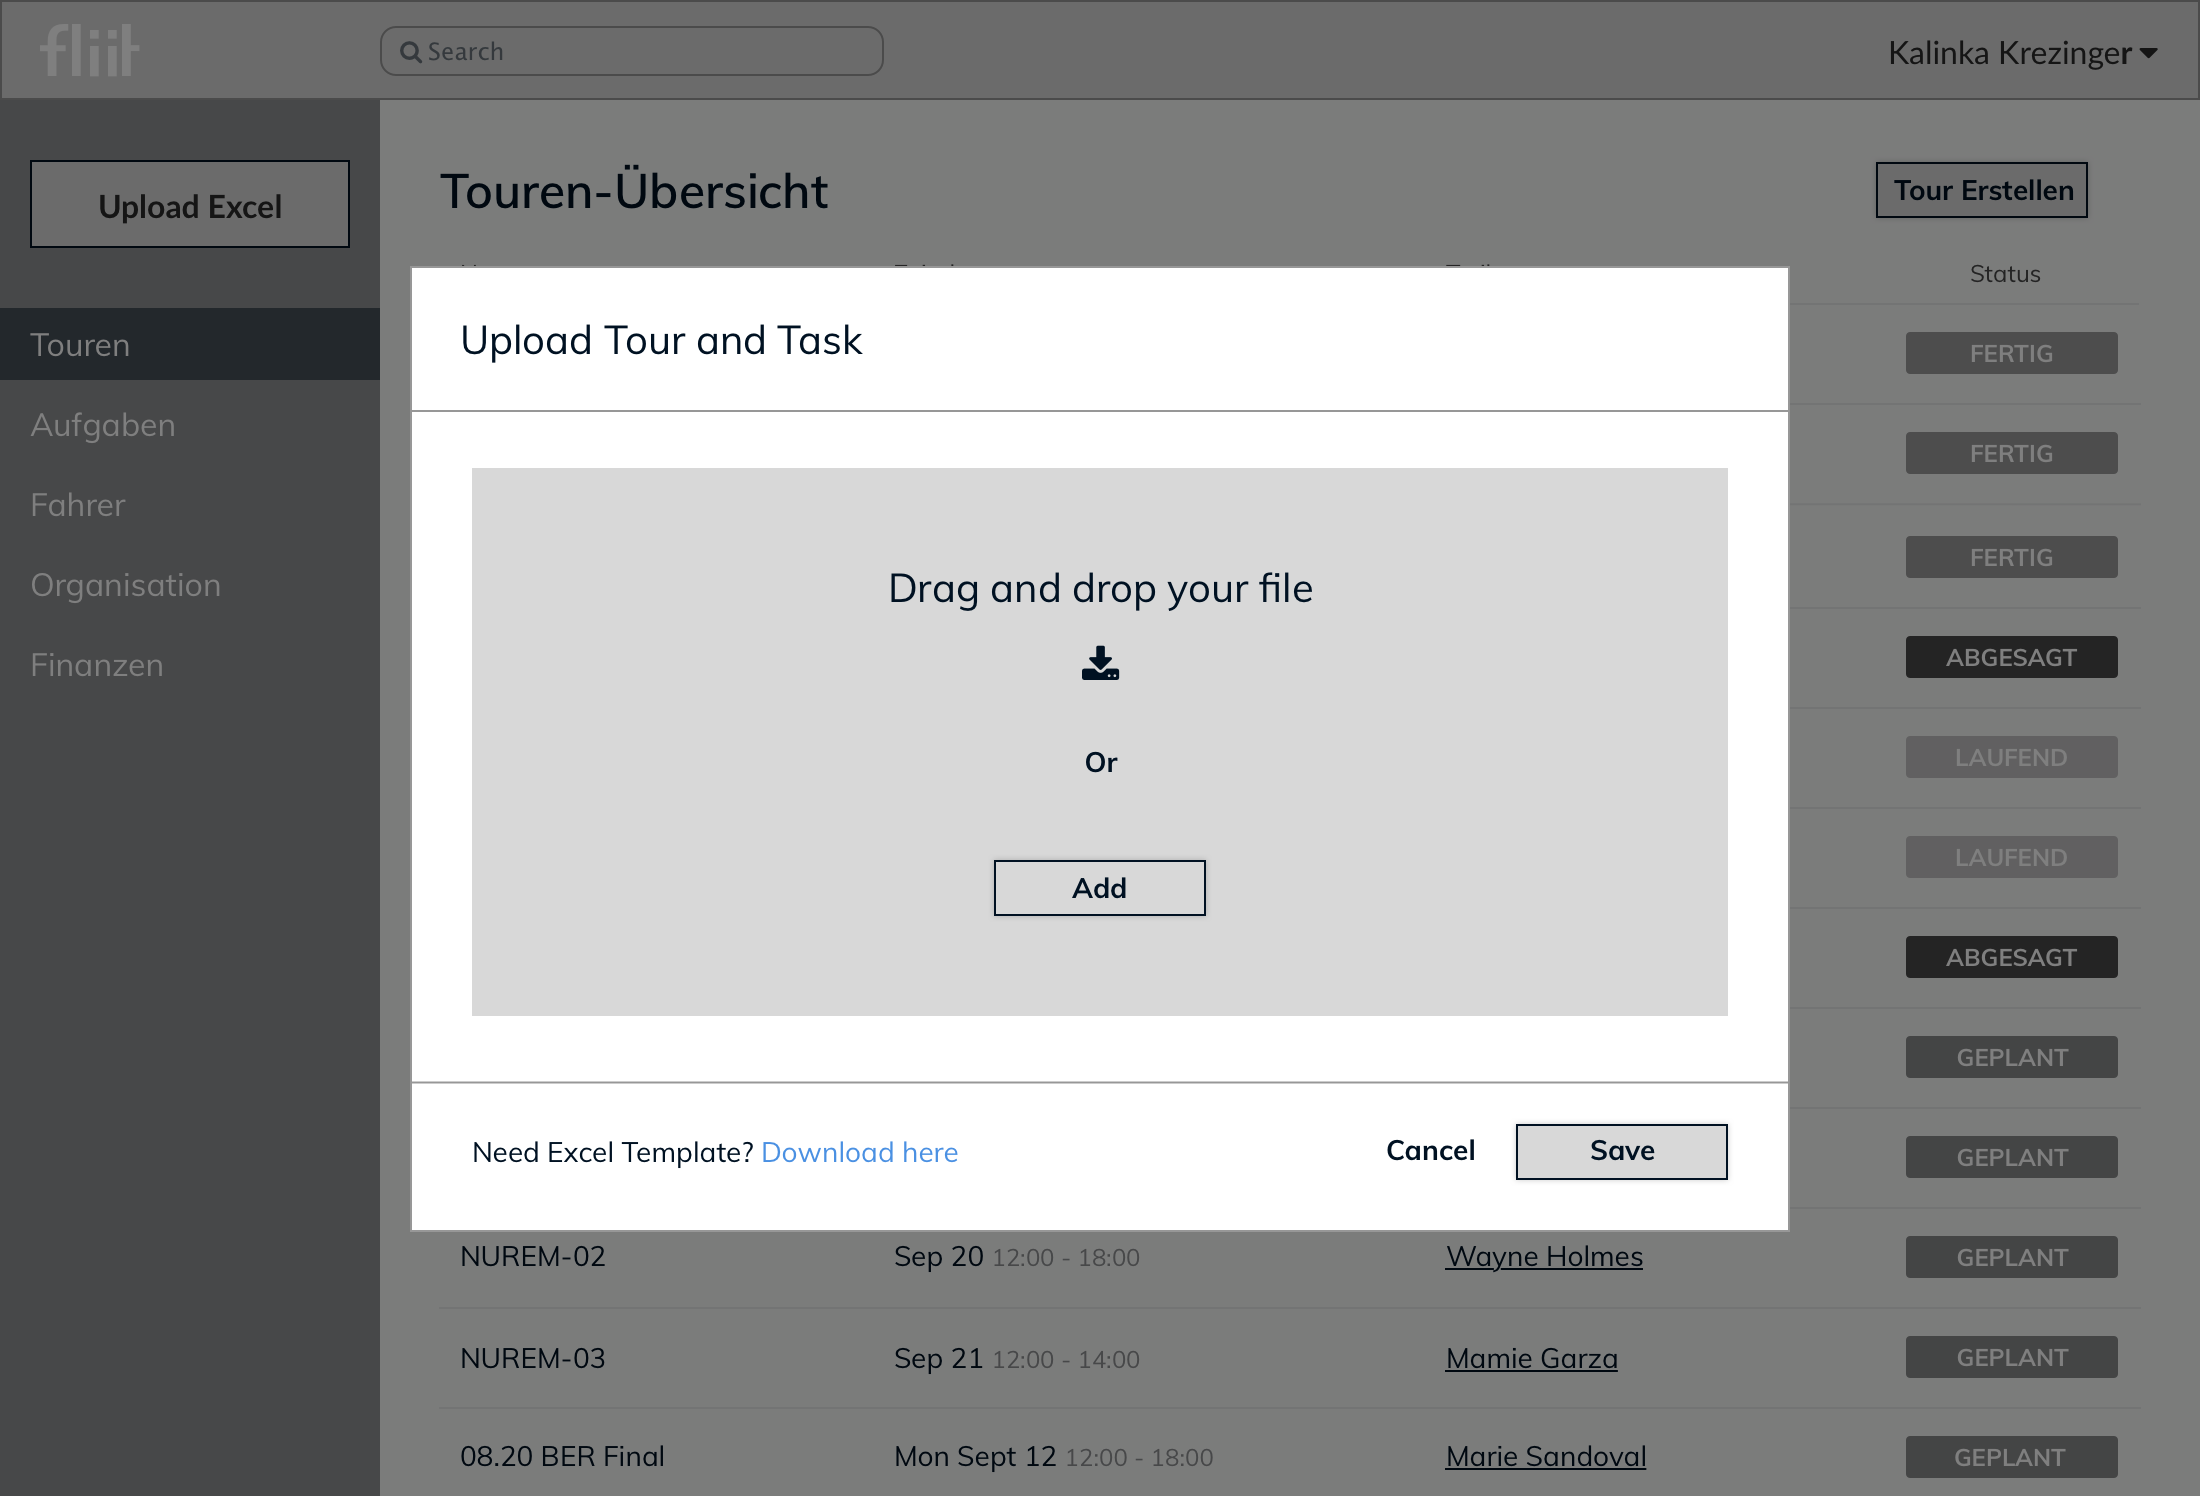 fliit
Search
Kalinka Krezinger
Upload Excel
Touren
Aufgaben
Fahrer
Organisation
Finanzen
Touren-Übersicht
Tour Erstellen
Status
FERTIG
FERTIG
FERTIG
ABGESAGT
LAUFEND
LAUFEND
ABGESAGT
GEPLANT
GEPLANT
Upload Tour and Task
Drag and drop your file
Or
Add
Need Excel Template? Download here
Cancel
Save
NUREM-02 Sep 20 12:00 - 18:00 Wayne Holmes GEPLANT
NUREM-03 Sep 21 12:00 - 14:00 Mamie Garza GEPLANT
08.20 BER Final Mon Sept 12 12:00 - 18:00 Marie Sandoval GEPLANT